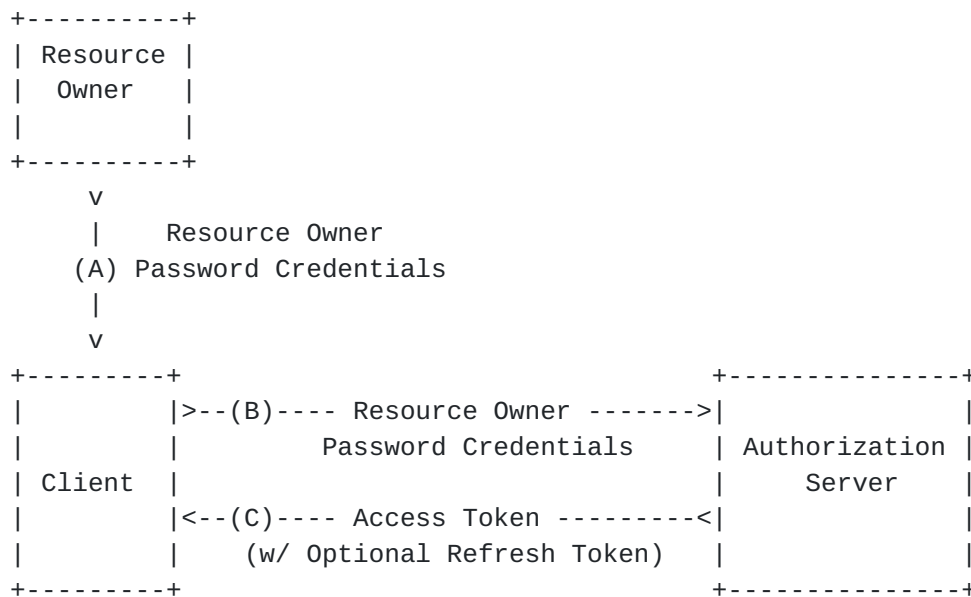 +----------+
| Resource |
|  Owner   |
|          |
+----------+
     v
     |    Resource Owner
    (A) Password Credentials
     |
     v
+---------+                                  +---------------+
|         |>--(B)---- Resource Owner ------->|               |
|         |         Password Credentials     | Authorization |
| Client  |                                  |     Server    |
|         |<--(C)---- Access Token ---------<|               |
|         |    (w/ Optional Refresh Token)   |               |
+---------+                                  +---------------+